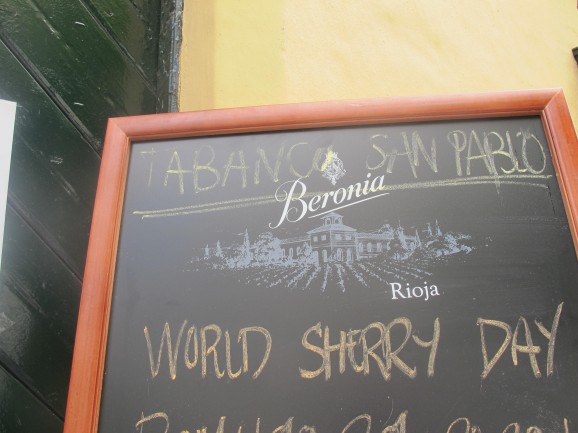 TABANCO SAN PABLO
Beronia
Rioja
WORLD SHERRY DAY